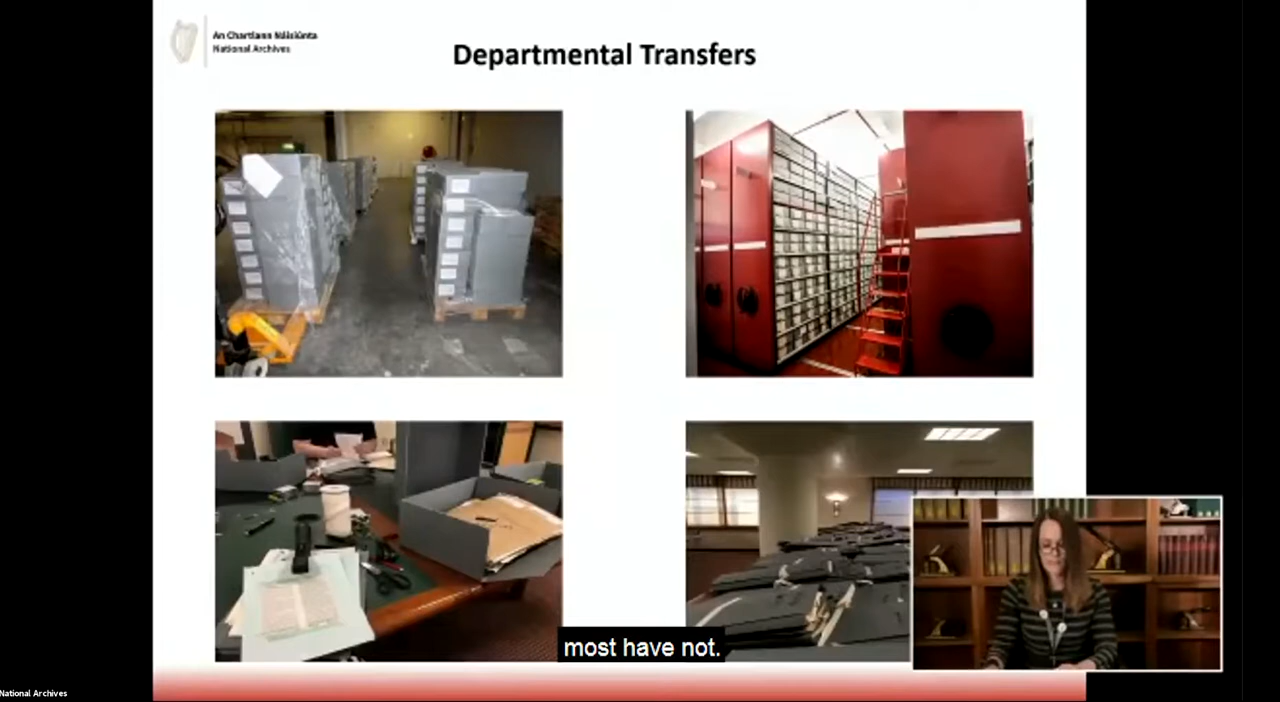 An Chartlann Náisiúnta
National Archives
Departmental Transfers
most have not.
National Archives